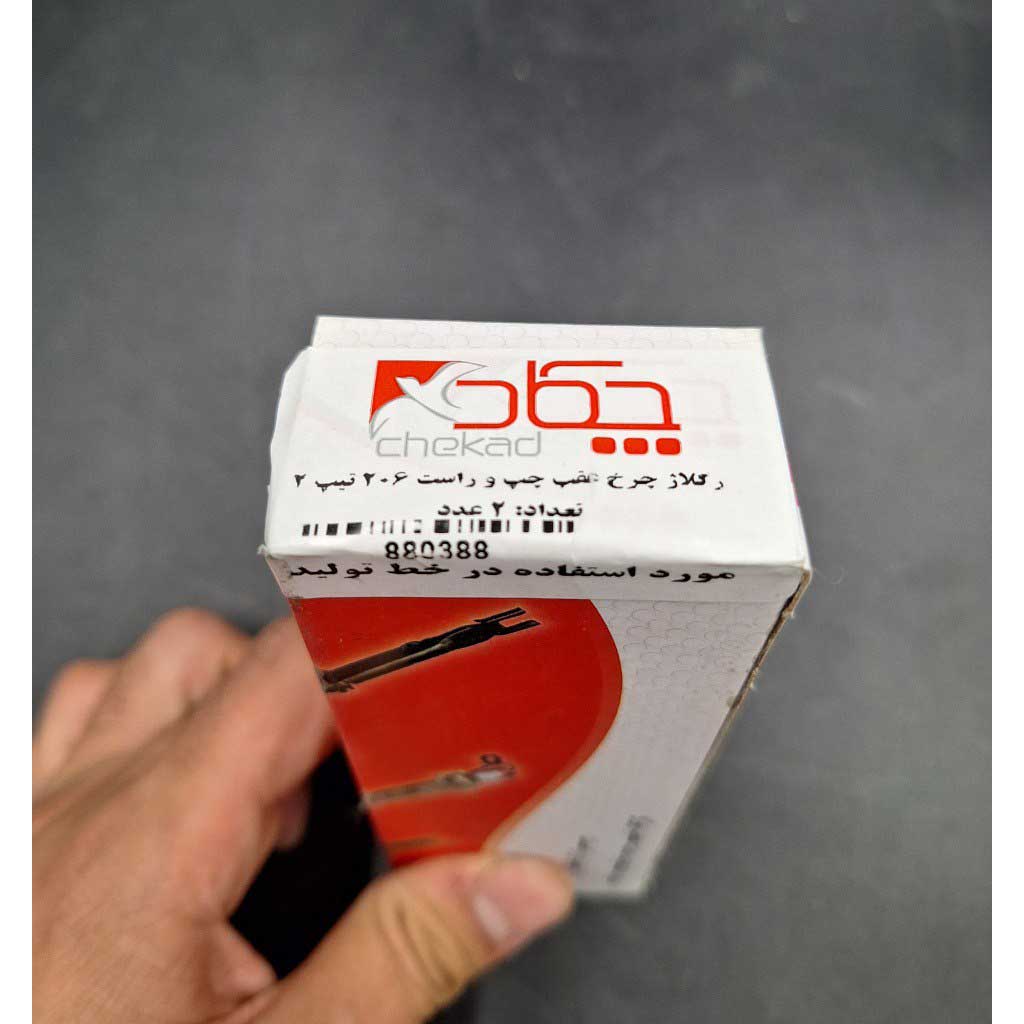 چکاد
chekad
رگلاژ چرخ عقب چپ و راست ۲۰۶ تیپ ۲
تعداد: ۲ عدد
880388
مورد استفاده در خط تولید